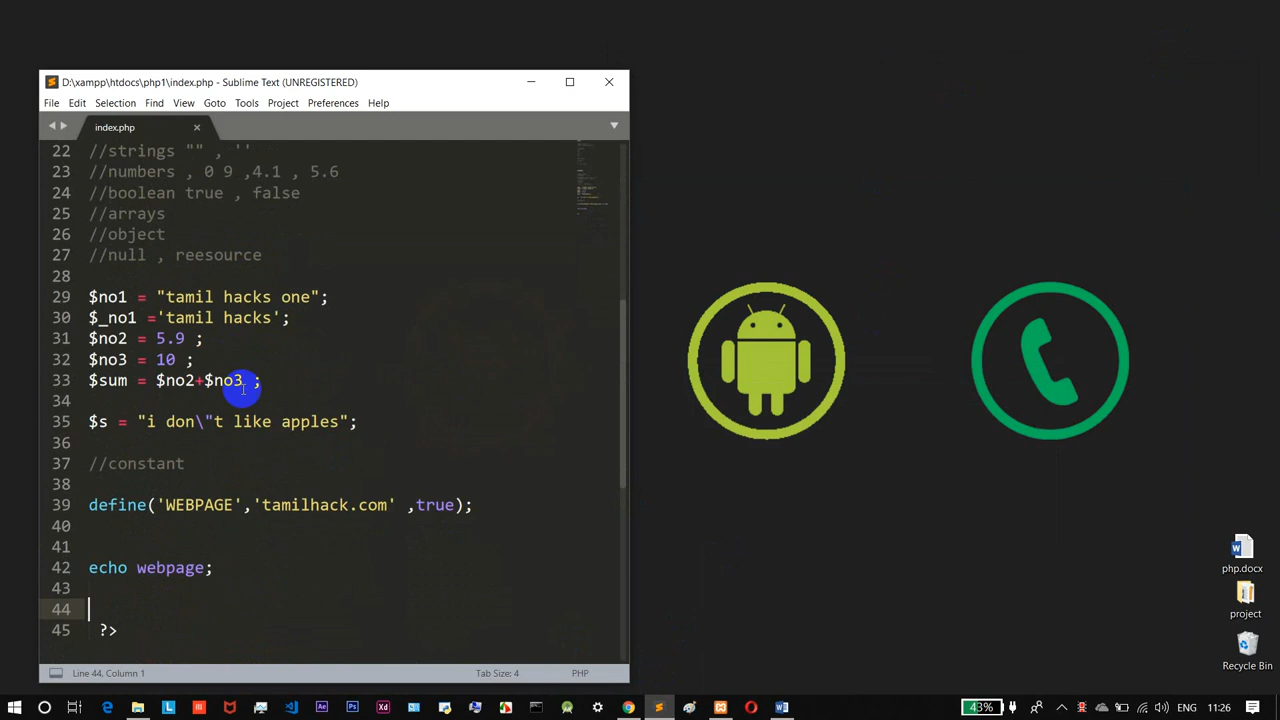 D:\xampp\htdocs\php1\index.php - Sublime Text (UNREGISTERED)
File Edit Selection Find View Goto Tools Project Preferences Help
index.php
22 //strings "" , ''
23 //numbers , 0 9 ,4.1 , 5.6
24 //boolean true , false
25 //arrays
26 //object
27 //null , reesource
28
29 $no1 = "tamil hacks one";
30 $_no1 ='tamil hacks';
31 $no2 = 5.9 ;
32 $no3 = 10 ;
33 $sum = $no2+$no3 ;
34
35 $s = "i don\"t like apples";
36
37 //constant
38
39 define('WEBPAGE','tamilhack.com' ,true);
40
41
42 echo webpage;
43
44
45 ?>
Line 44, Column 1 Tab Size: 4 PHP
php.docx
project
Recycle Bin
L Ae Ps Xd 43% ENG 11:26